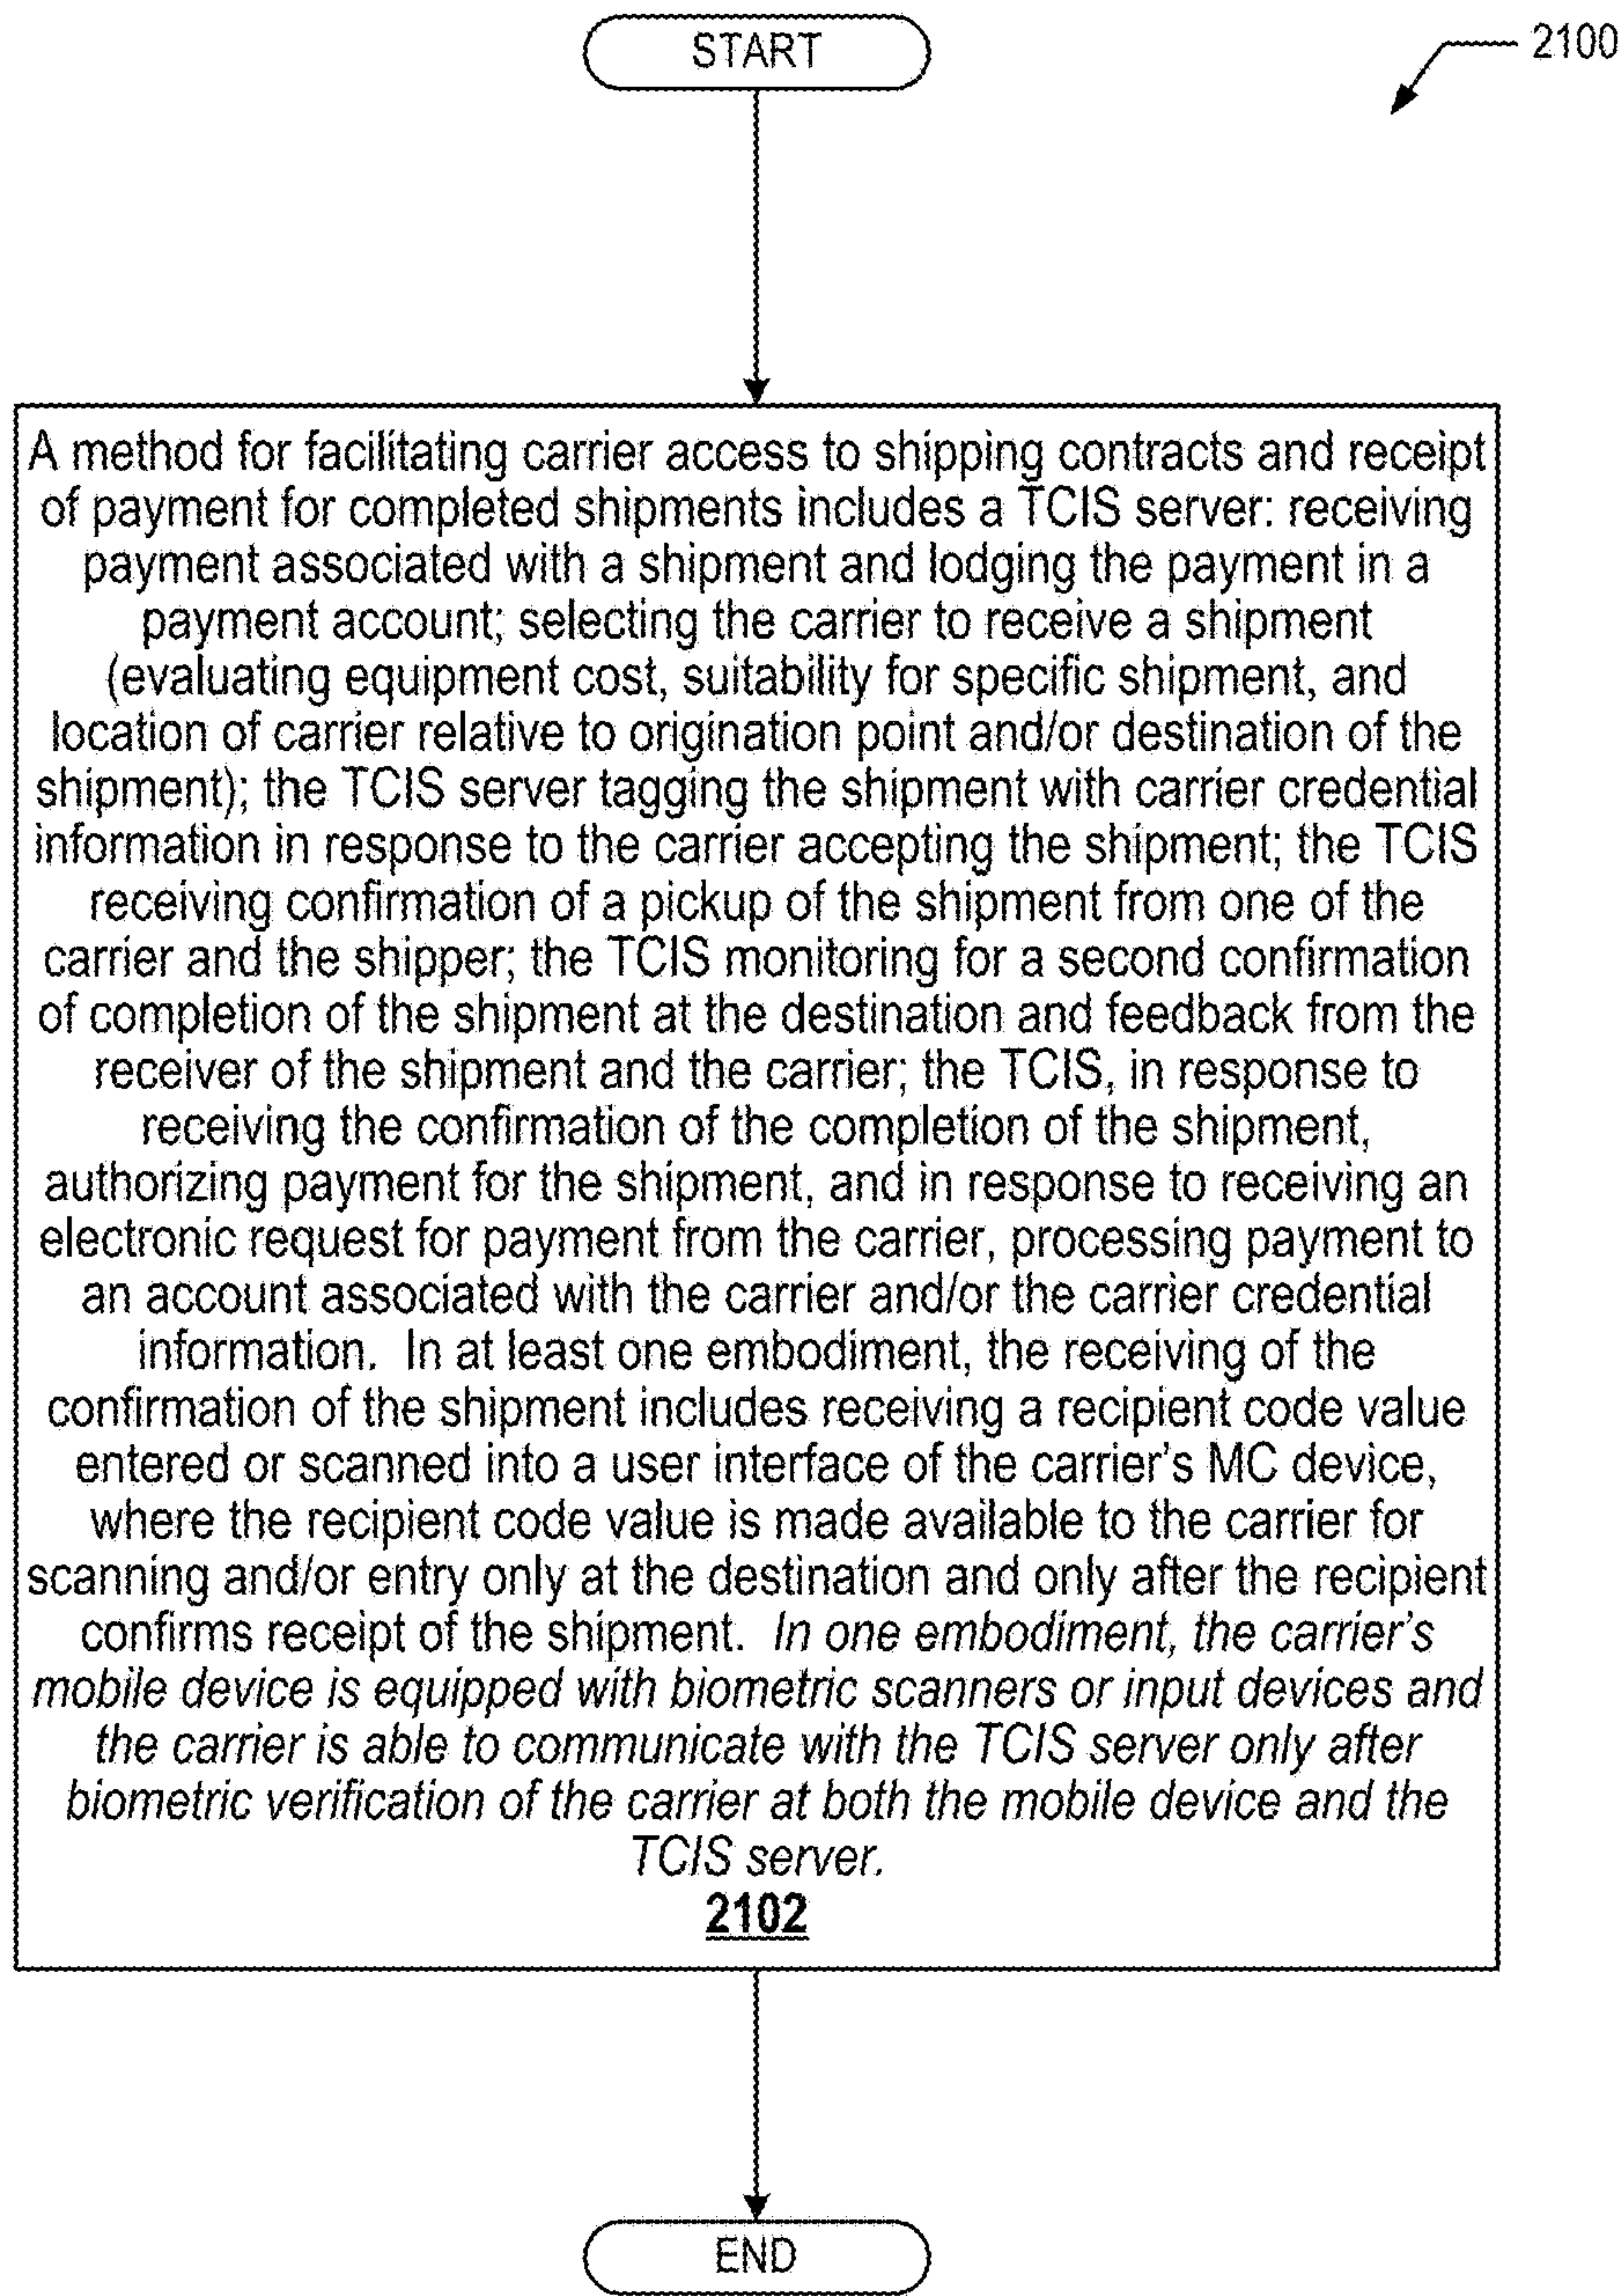 START
2100
A method for facilitating carrier access to shipping contracts and receipt
of payment for completed shipments includes a TCIS server: receiving
payment associated with a shipment and lodging the payment in a
payment account; selecting the carrier to receive a shipment
(evaluating equipment cost, suitability for specific shipment, and
location of carrier relative to origination point and/or destination of the
shipment); the TCIS server tagging the shipment with carrier credential
information in response to the carrier accepting the shipment; the TCIS
receiving confirmation of a pickup of the shipment from one of the
carrier and the shipper; the TCIS monitoring for a second confirmation
of completion of the shipment at the destination and feedback from the
receiver of the shipment and the carrier; the TCIS, in response to
receiving the confirmation of the completion of the shipment,
authorizing payment for the shipment, and in response to receiving an
electronic request for payment from the carrier, processing payment to
an account associated with the carrier and/or the carrier credential
information. In at least one embodiment, the receiving of the
confirmation of the shipment includes receiving a recipient code value
entered or scanned into a user interface of the carrier's MC device,
where the recipient code value is made available to the carrier for
scanning and/or entry only at the destination and only after the recipient
confirms receipt of the shipment. In one embodiment, the carrier's
mobile device is equipped with biometric scanners or input devices and
the carrier is able to communicate with the TCIS server only after
biometric verification of the carrier at both the mobile device and the
TCIS server.
2102
END